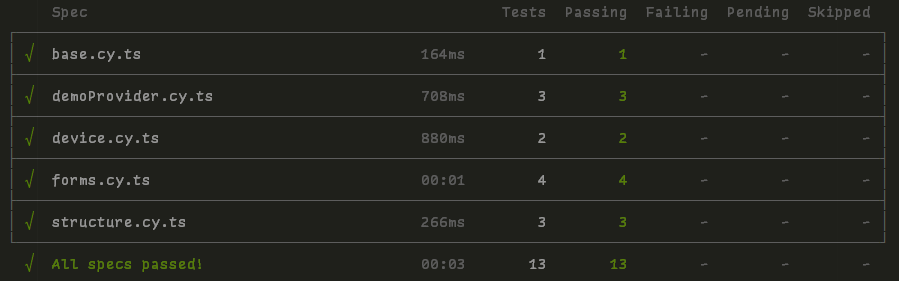 Spec Tests Passing Failing Pending Skipped
√ base.cy.ts 164ms 1 1 - - -
√ demoProvider.cy.ts 708ms 3 3 - - -
√ device.cy.ts 880ms 2 2 - - -
√ forms.cy.ts 00:01 4 4 - - -
√ structure.cy.ts 266ms 3 3 - - -
√ All specs passed! 00:03 13 13 - - -